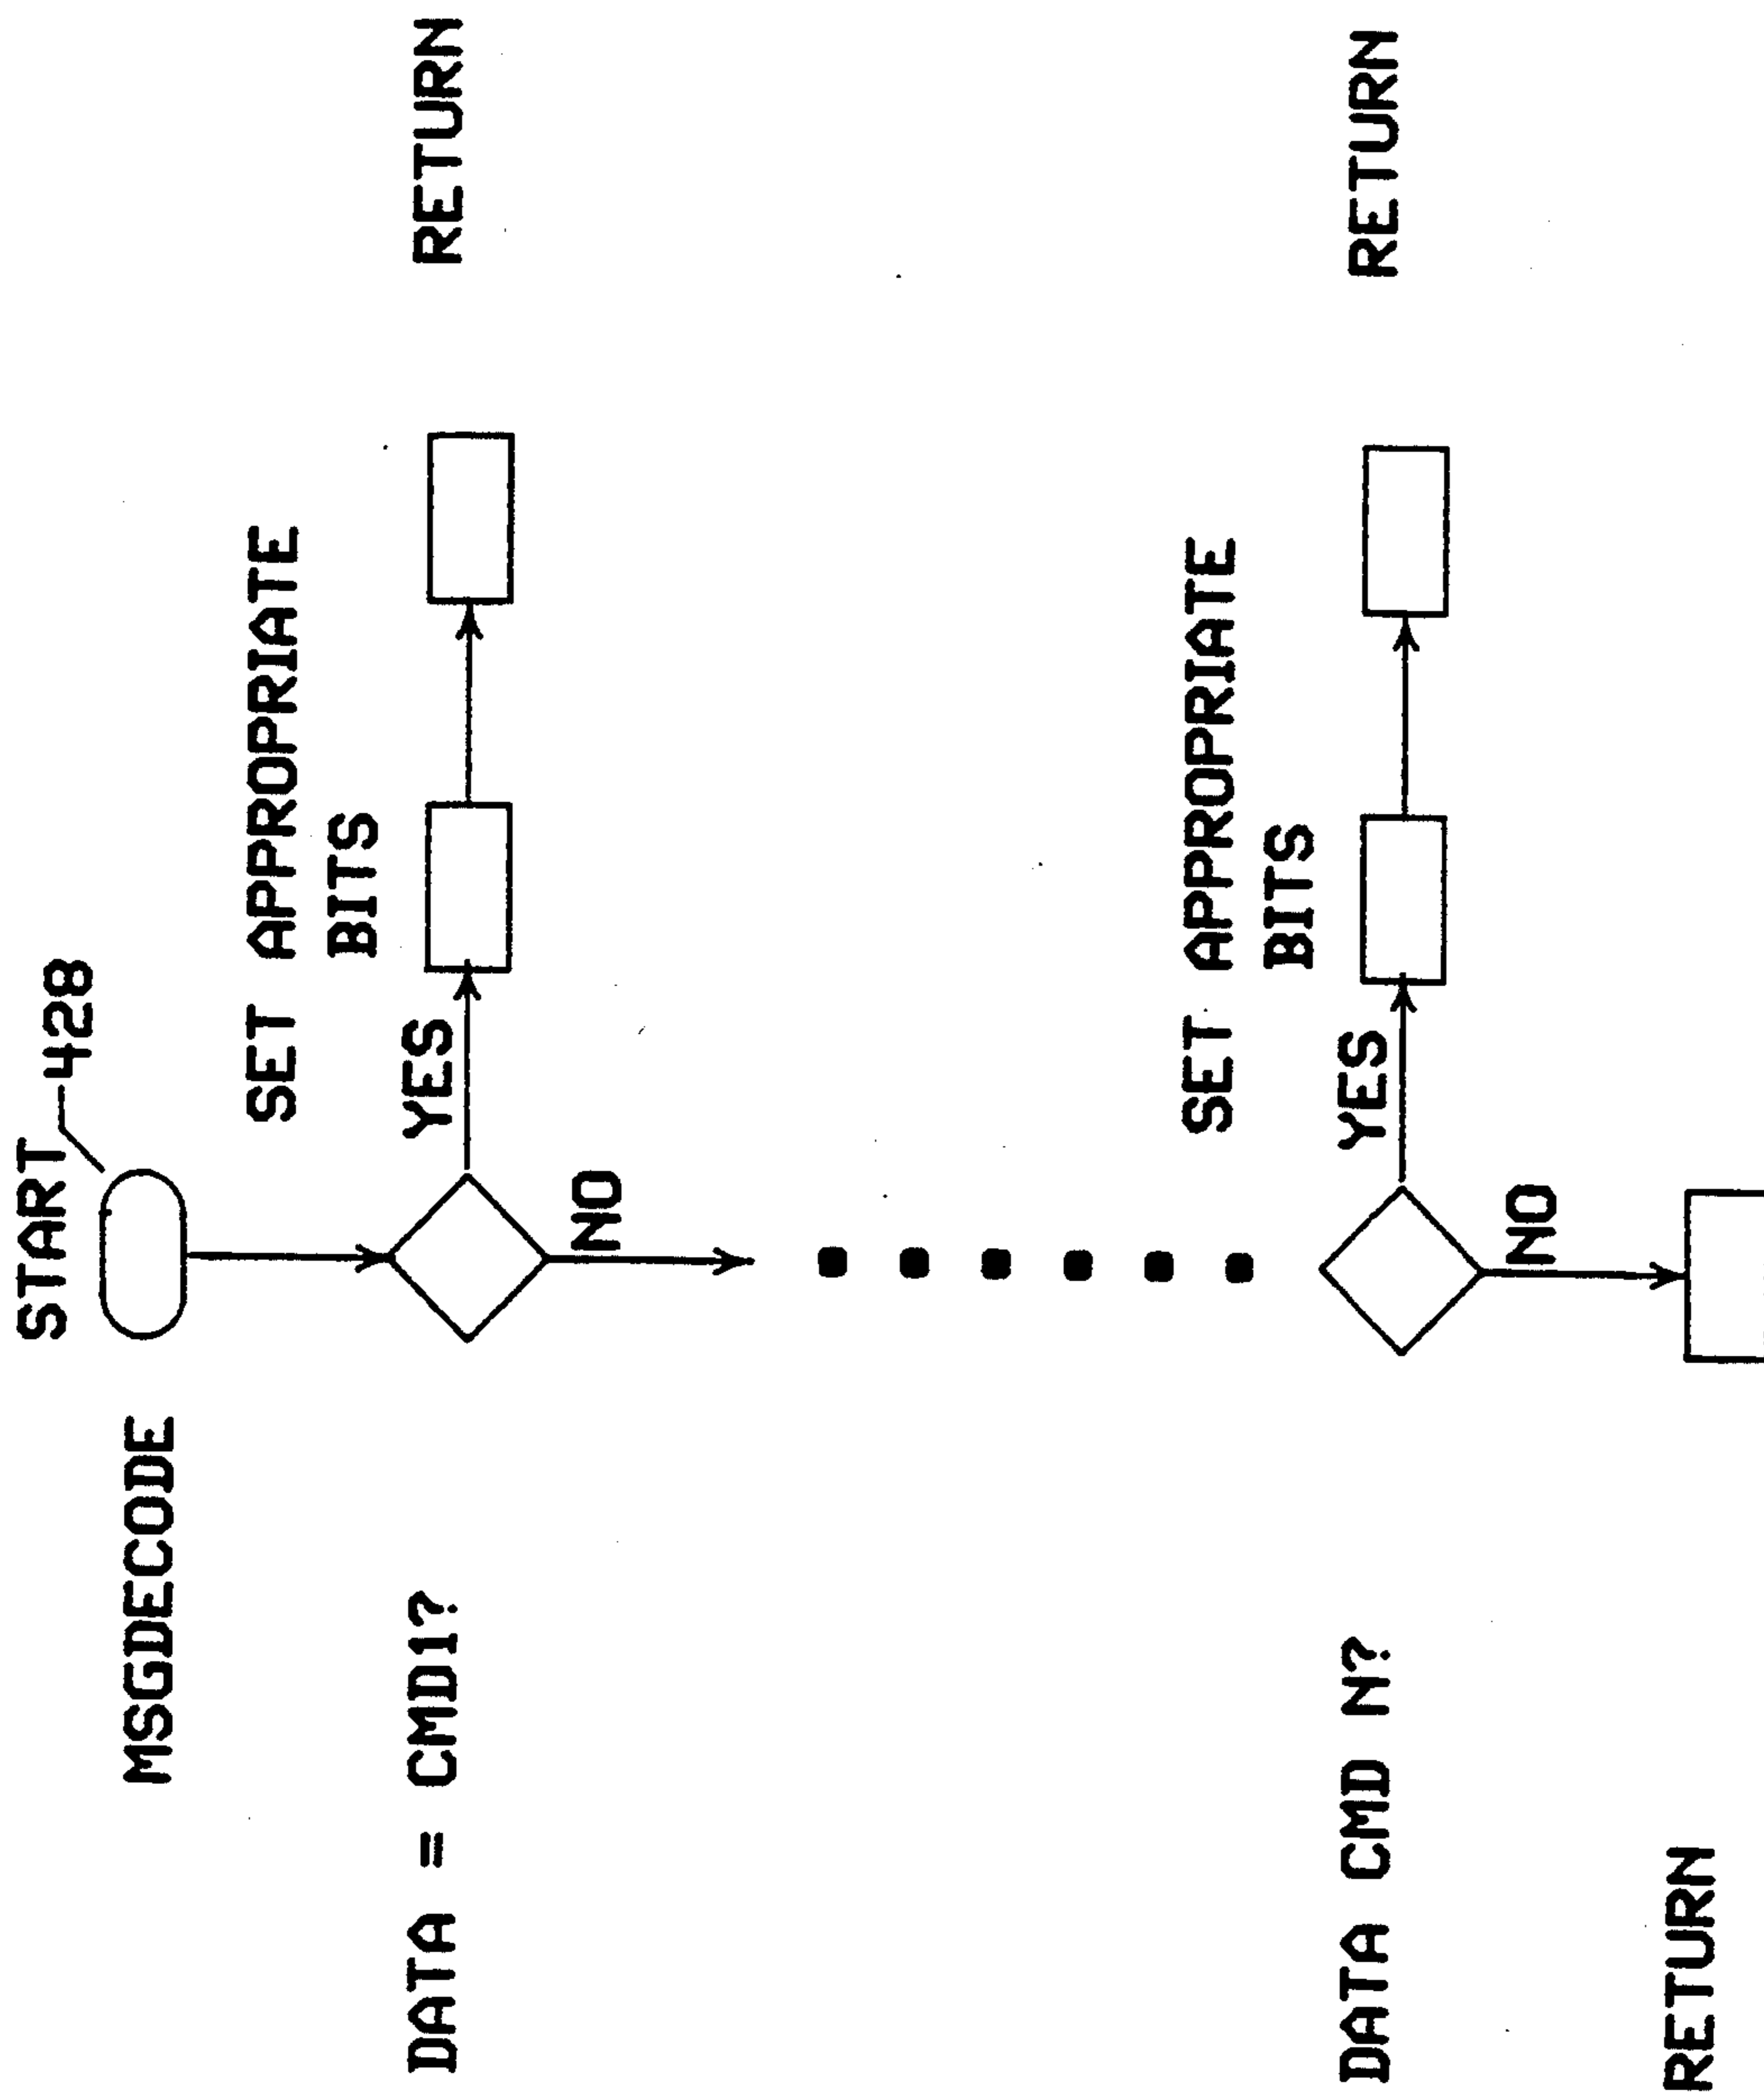 START
428
MSGDECODE
SET APPROPRIATE
BITS
DATA = CMD1?
YES
RETURN
NO
SET APPROPRIATE
BITS
DATA CMD N?
YES
RETURN
NO
RETURN